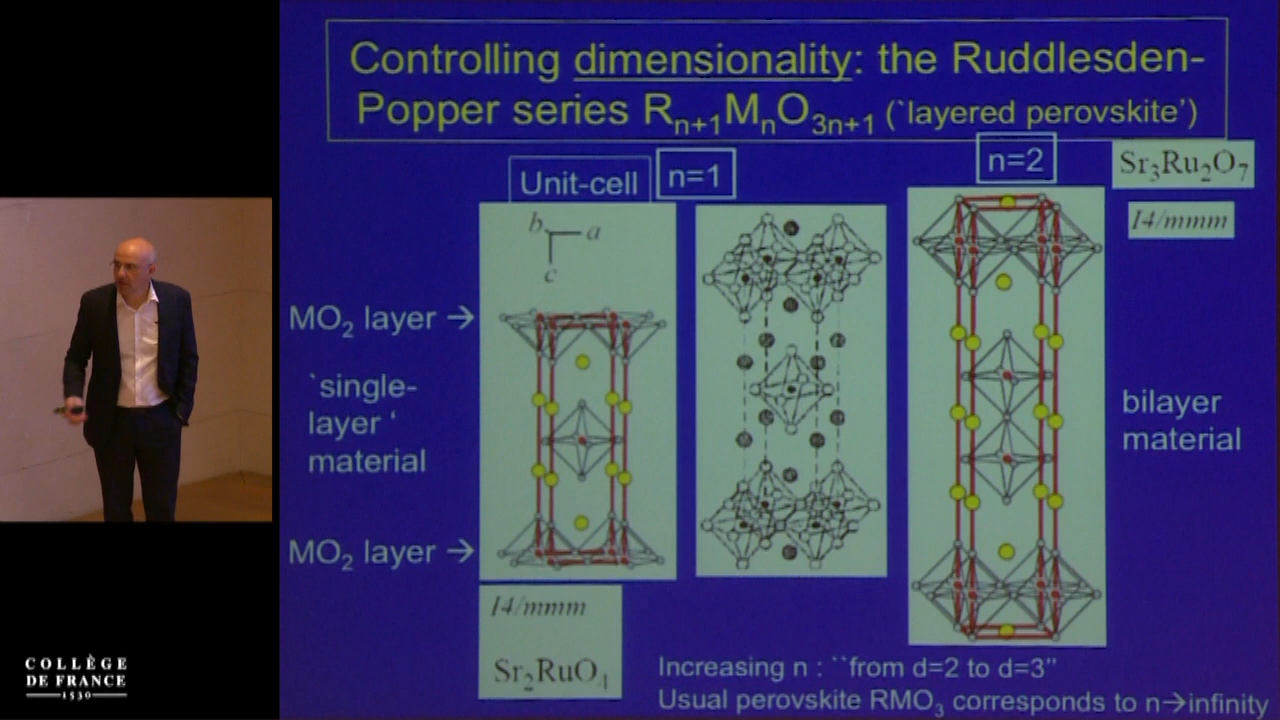 Controlling dimensionality: the Ruddlesden-
Popper series Rn+1MnO3n+1 (`layered perovskite')
Unit-cell
n=1
n=2
Sr3Ru2O7
I4/mmm
b
a
c
MO2 layer →
`single-
layer ‘
material
MO2 layer →
bilayer
material
I4/mmm
Sr2RuO4
Increasing n : ``from d=2 to d=3’’
Usual perovskite RMO3 corresponds to n→infinity
COLLÈGE
DE FRANCE
1530